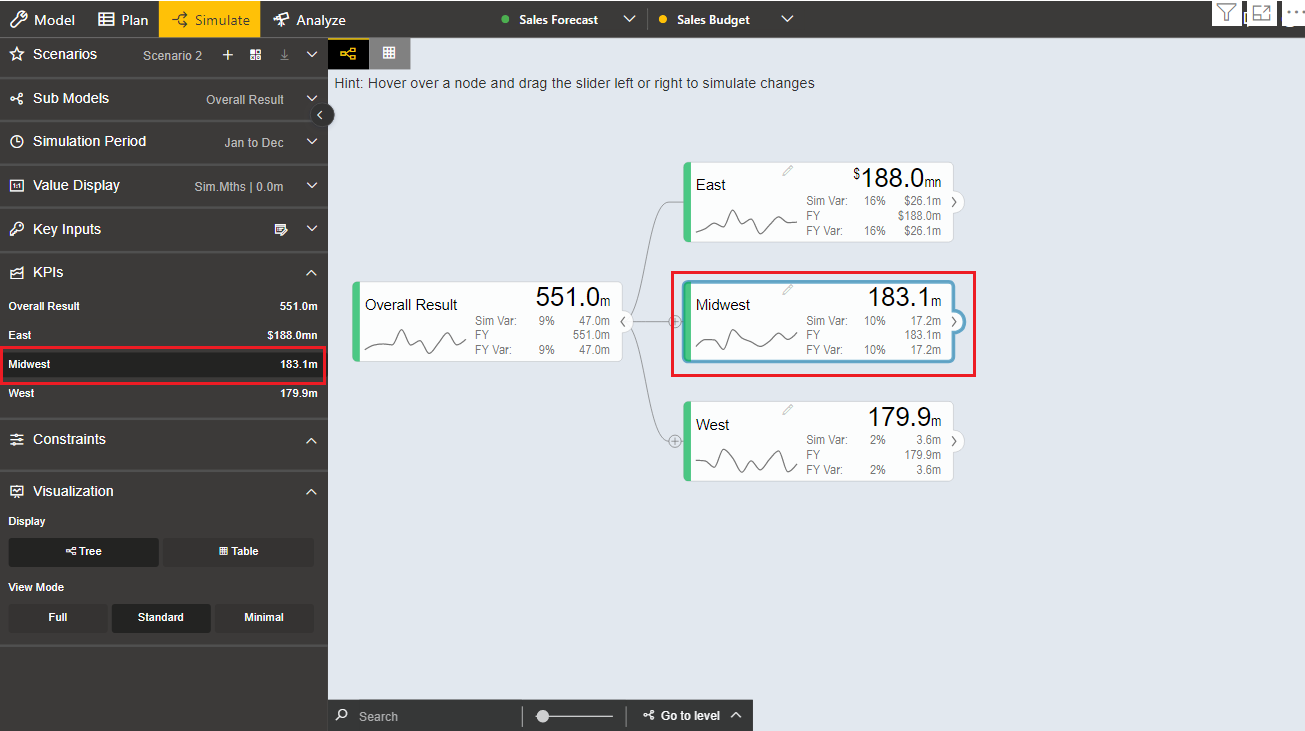 Model Plan Simulate Analyze Sales Forecast Sales Budget
Scenarios Scenario 2
Sub Models Overall Result
Simulation Period Jan to Dec
Value Display Sim.Mths | 0.0m
Key Inputs
KPIs
Overall Result 551.0m
East $188.0mn
Midwest 183.1m
West 179.9m
Constraints
Visualization
Display
Tree Table
View Mode
Full Standard Minimal
Hint: Hover over a node and drag the slider left or right to simulate changes
Overall Result 551.0m
Sim Var: 9% 47.0m
FY 551.0m
FY Var: 9% 47.0m
East $188.0mn
Sim Var: 16% $26.1m
FY $188.0m
FY Var: 16% $26.1m
Midwest 183.1m
Sim Var: 10% 17.2m
FY 183.1m
FY Var: 10% 17.2m
West 179.9m
Sim Var: 2% 3.6m
FY 179.9m
FY Var: 2% 3.6m
Search Go to level